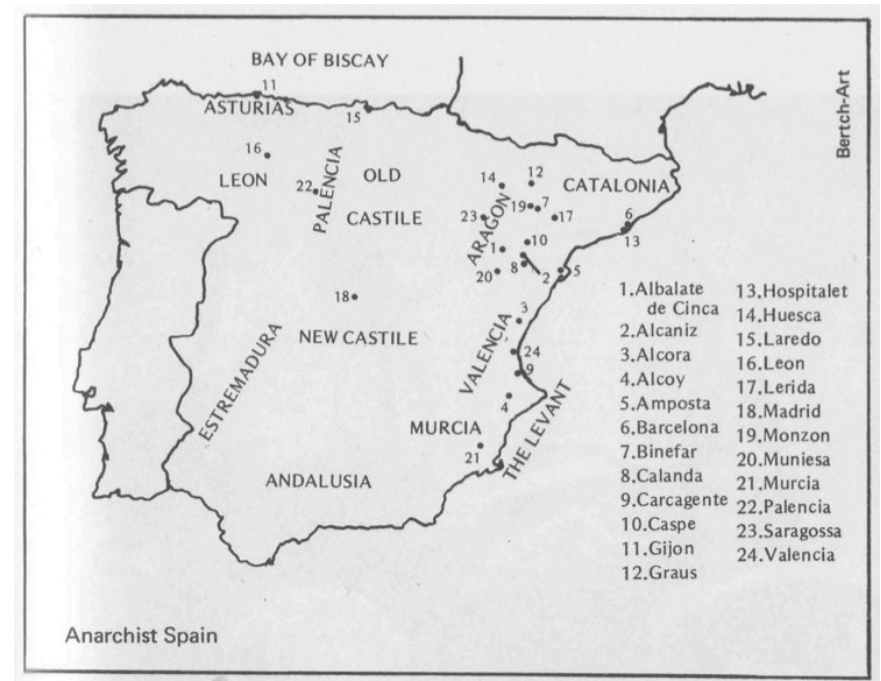 BAY OF BISCAY
11
ASTURIAS
15
16
LEON
22
PALENCIA
OLD
CASTILE
14
12
CATALONIA
19
7
17
23
ARAGON
6
13
1
10
8
20
2
5
18
NEW CASTILE
3
VALENCIA
24
9
4
ESTREMADURA
MURCIA
21
THE LEVANT
ANDALUSIA
Bertch-Art
1.Albalate
de Cinca
2.Alcaniz
3.Alcora
4.Alcoy
5.Amposta
6.Barcelona
7.Binefar
8.Calanda
9.Carcagente
10.Caspe
11.Gijon
12.Graus
13.Hospitalet
14.Huesca
15.Laredo
16.Leon
17.Lerida
18.Madrid
19.Monzon
20.Muniesa
21.Murcia
22.Palencia
23.Saragossa
24.Valencia
Anarchist Spain